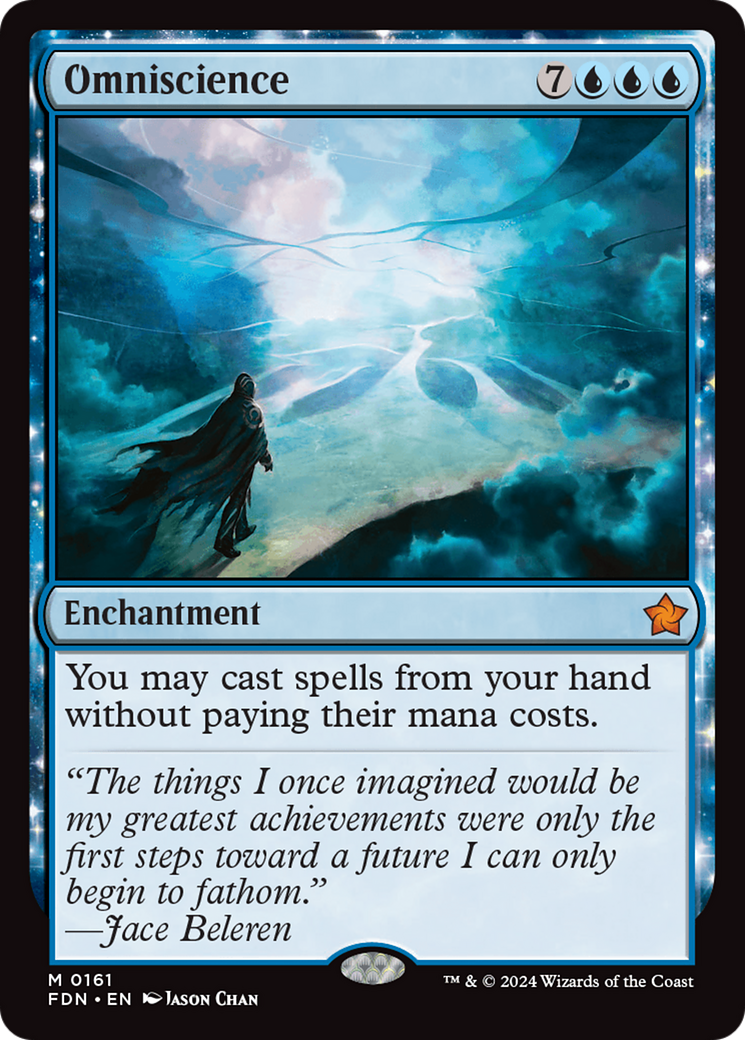 Omniscience 7
Enchantment
You may cast spells from your hand
without paying their mana costs.
“The things I once imagined would be
my greatest achievements were only the
first steps toward a future I can only
begin to fathom.”
—Jace Beleren
M 0161
FDN • EN Jason Chan
™ & © 2024 Wizards of the Coast